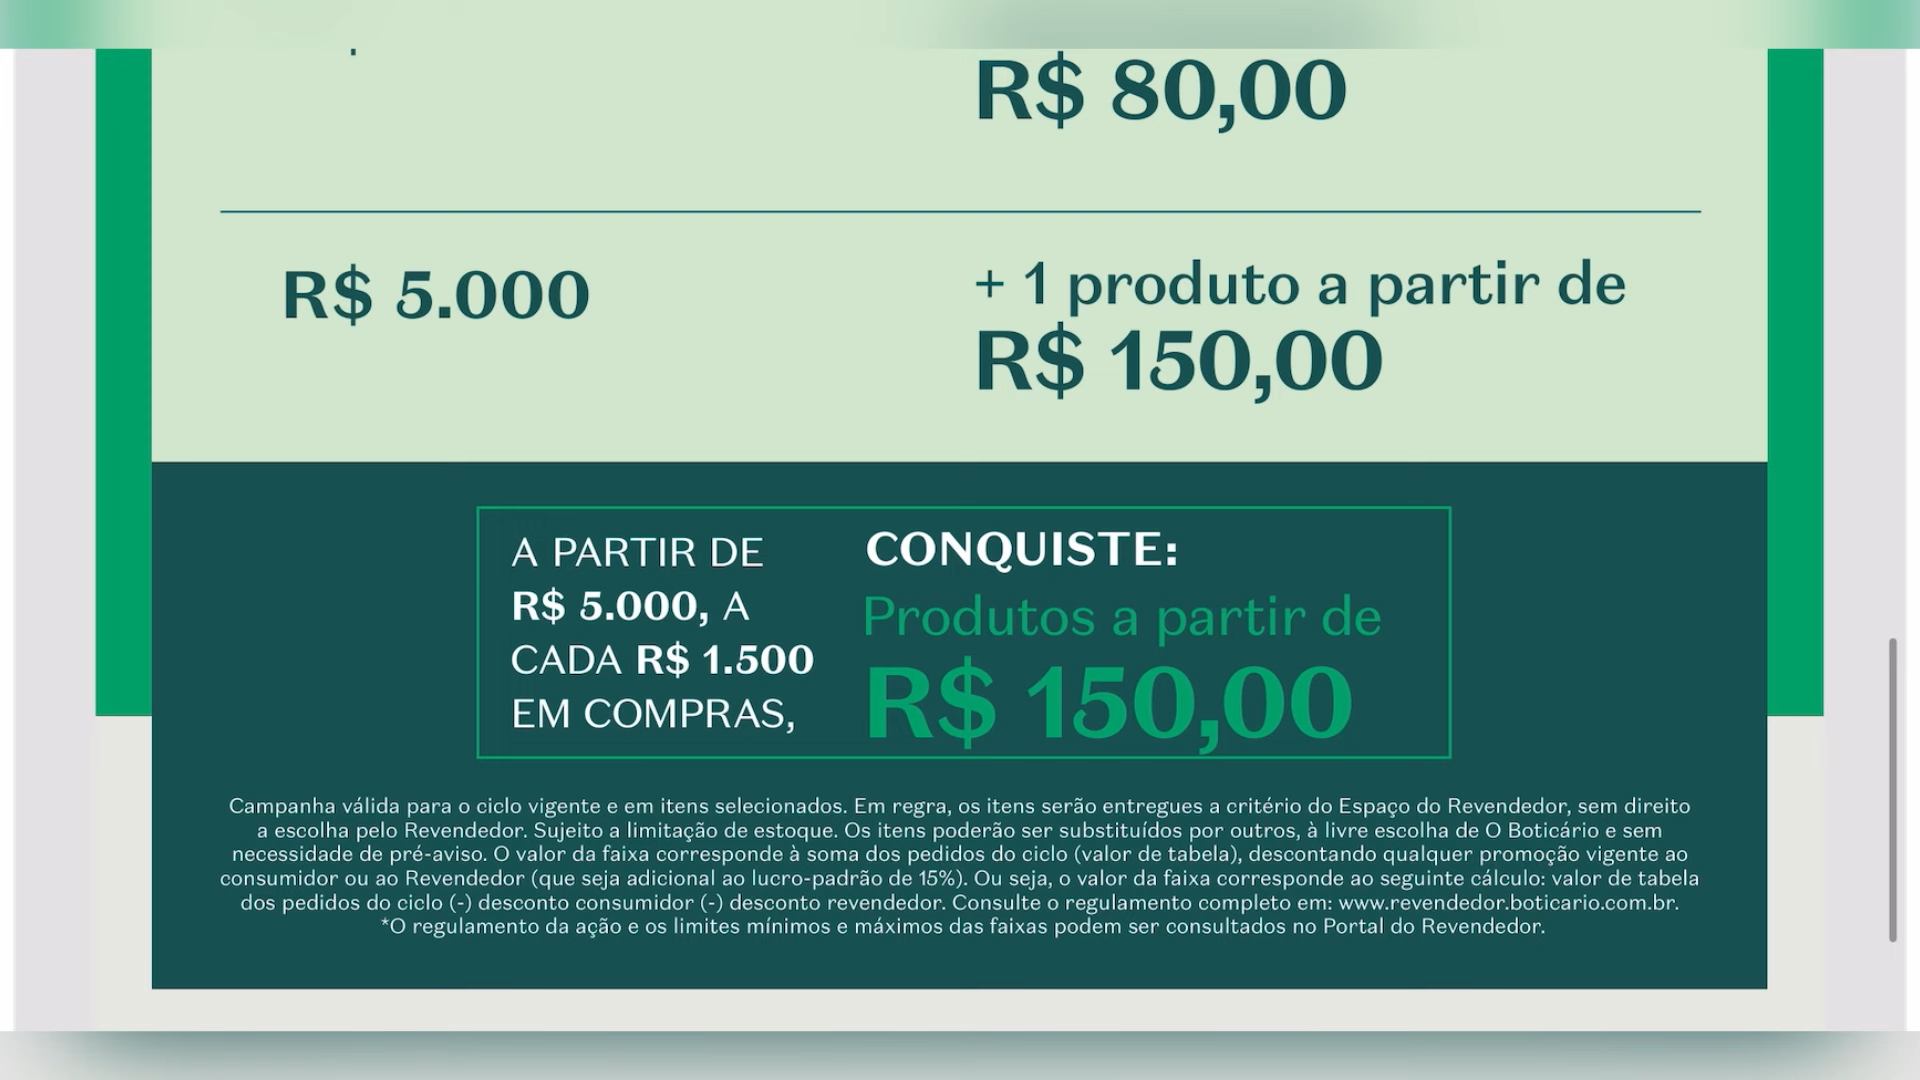 R$ 80,00
R$ 5.000
+ 1 produto a partir de
R$ 150,00
A PARTIR DE
R$ 5.000, A
CADA R$ 1.500
EM COMPRAS,
CONQUISTE:
Produtos a partir de
R$ 150,00
Campanha válida para o ciclo vigente e em itens selecionados. Em regra, os itens serão entregues a critério do Espaço do Revendedor, sem direito
a escolha pelo Revendedor. Sujeito a limitação de estoque. Os itens poderão ser substituídos por outros, à livre escolha de O Boticário e sem
necessidade de pré-aviso. O valor da faixa corresponde à soma dos pedidos do ciclo (valor de tabela), descontando qualquer promoção vigente ao
consumidor ou ao Revendedor (que seja adicional ao lucro-padrão de 15%). Ou seja, o valor da faixa corresponde ao seguinte cálculo: valor de tabela
dos pedidos do ciclo (-) desconto consumidor (-) desconto revendedor. Consulte o regulamento completo em: www.revendedor.boticario.com.br.
*O regulamento da ação e os limites mínimos e máximos das faixas podem ser consultados no Portal do Revendedor.